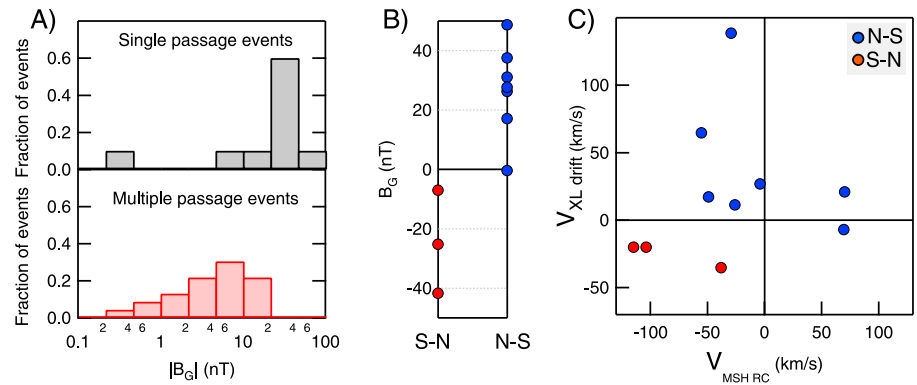 A)
Single passage events
Fraction of events
0.6
0.4
0.2
0.0
Multiple passage events
Fraction of events
0.6
0.4
0.2
0.0
2 4 6 2 4 6 2 4 6
0.1 1 10 100
|B_G| (nT)
B)
B_G (nT)
40
20
0
-20
-40
S-N N-S
C)
N-S
S-N
V_XL drift (km/s)
100
50
0
-50
-100 -50 0 50 100
V_MSH RC (km/s)